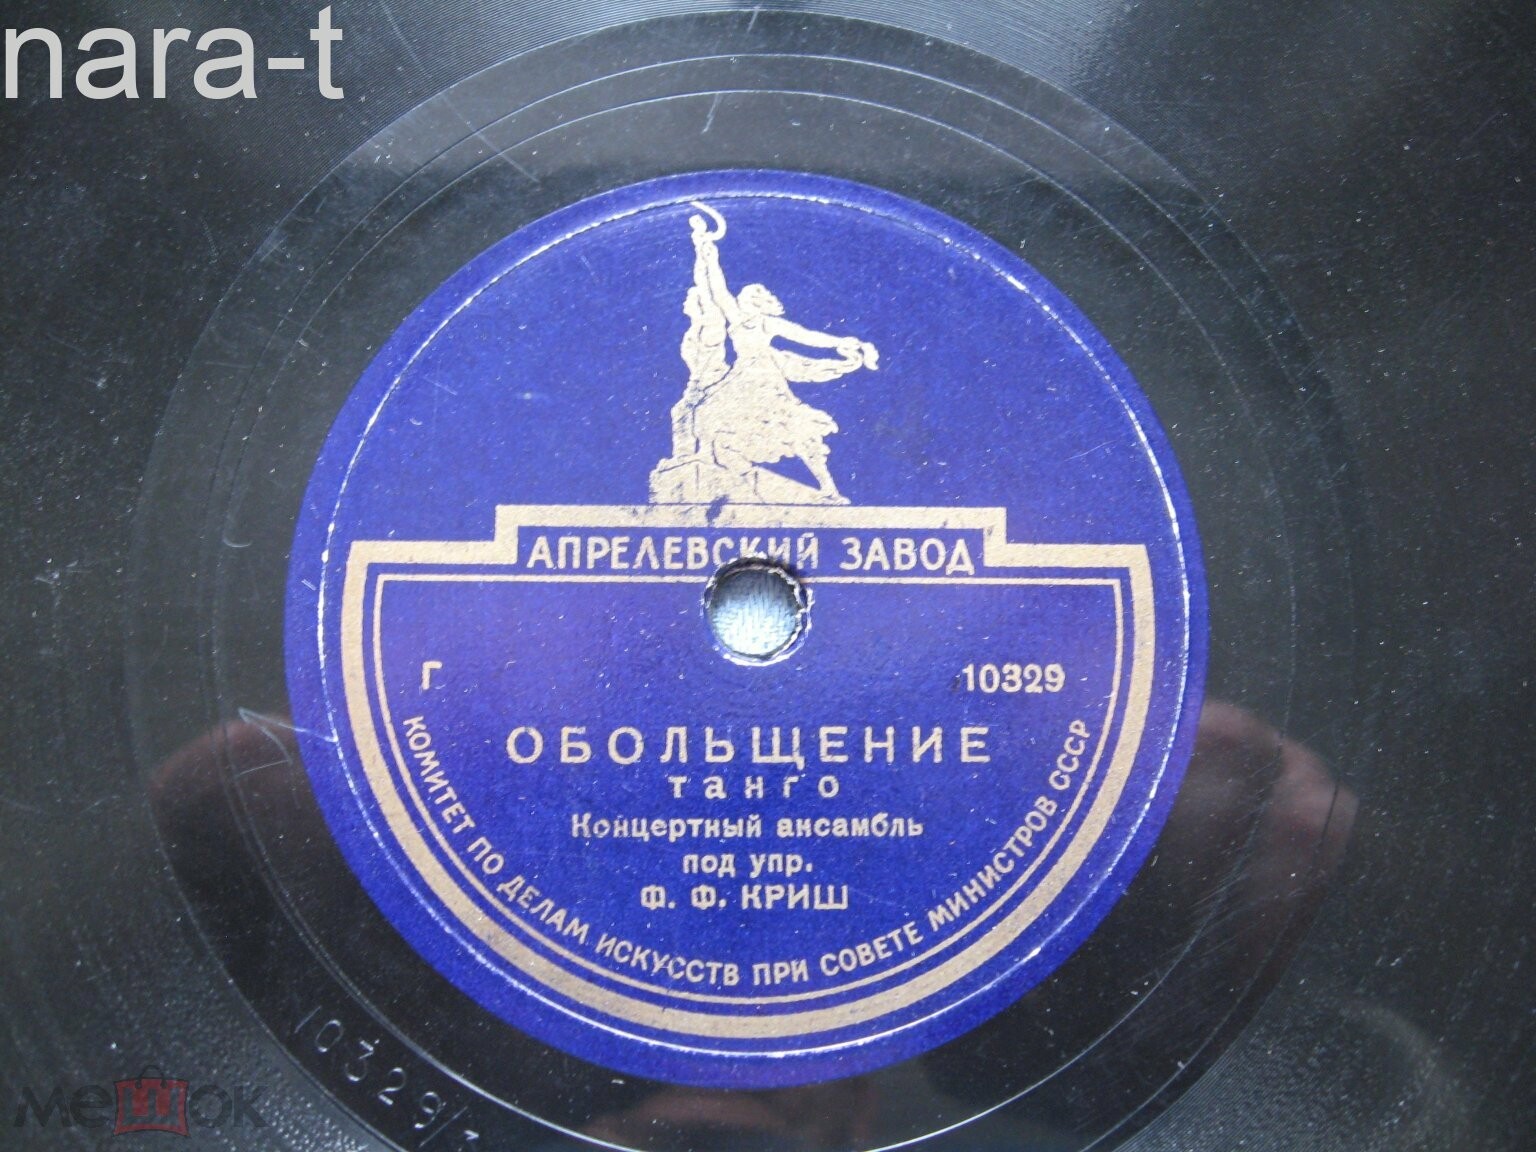 nara-t
АПРЕЛЕВСКИЙ ЗАВОД
Г 10329
ОБОЛЬЩЕНИЕ
танго
Концертный ансамбль
под упр.
Ф. Ф. КРИШ
КОМИТЕТ ПО ДЕЛАМ ИСКУССТВ ПРИ СОВЕТЕ МИНИСТРОВ СССР
10329/
мешок